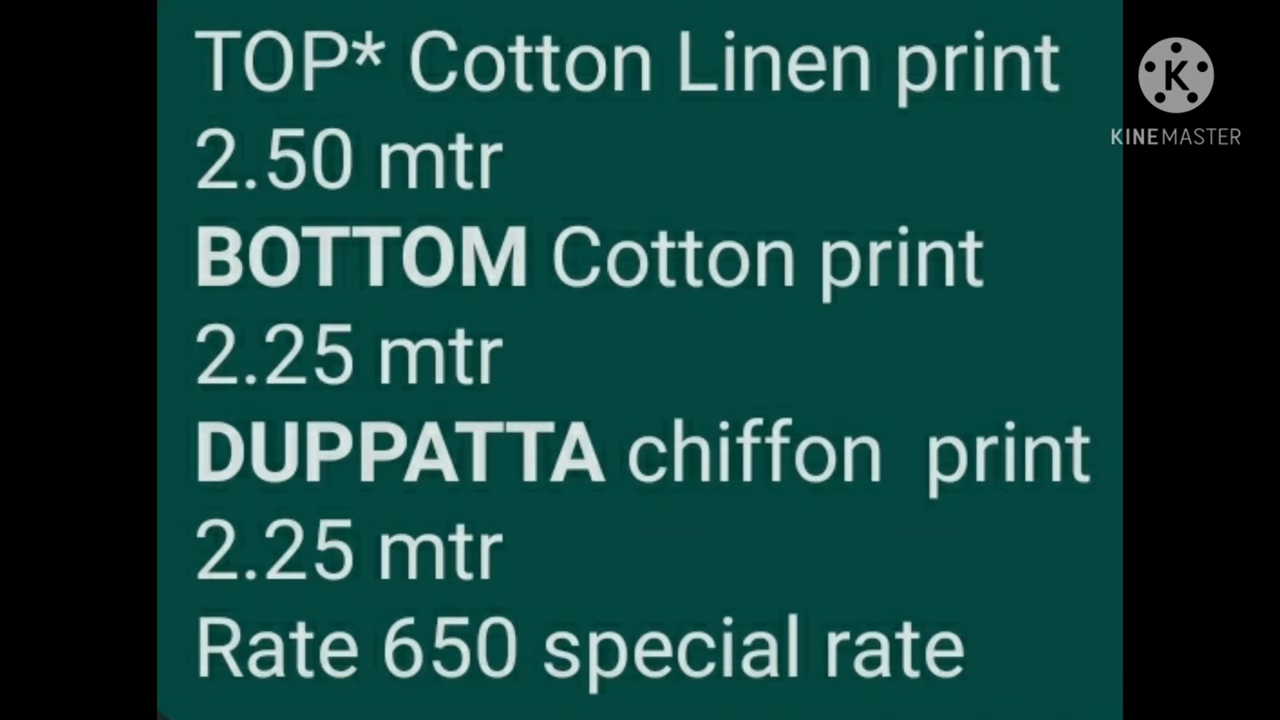 TOP* Cotton Linen print
2.50 mtr
BOTTOM Cotton print
2.25 mtr
DUPPATTA chiffon  print
2.25 mtr
Rate 650 special rate
K
KINEMASTER